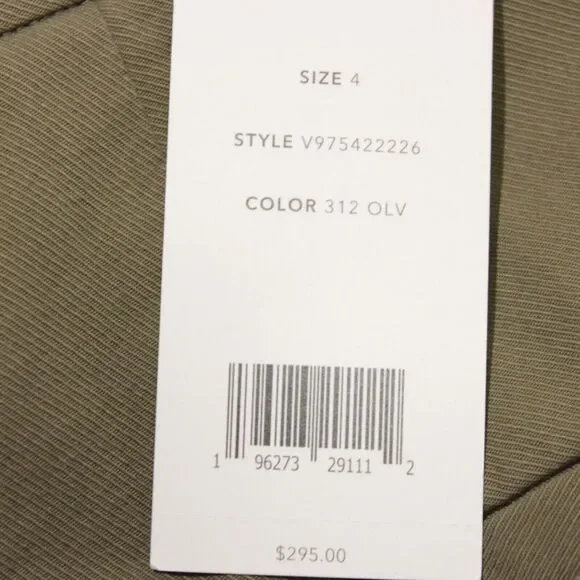 SIZE 4
STYLE V975422226
COLOR 312 OLV
1 96273 29111 2
$295.00